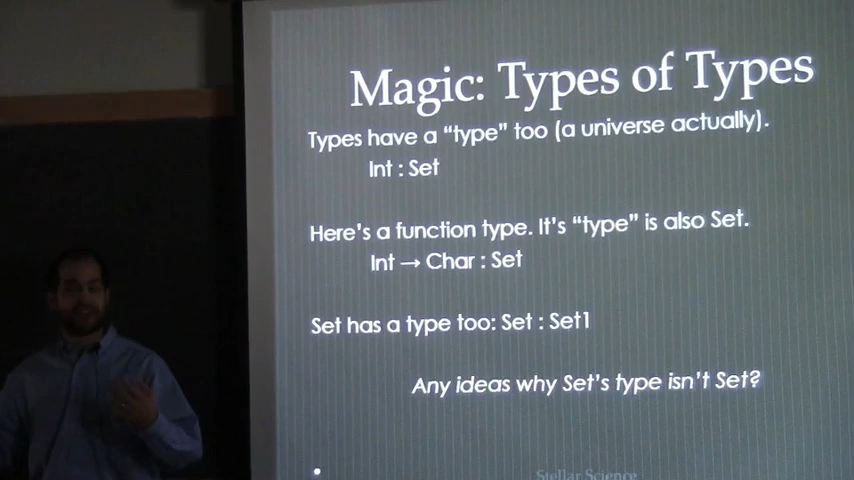 Magic: Types of Types
Types have a “type” too (a universe actually).
Int : Set
Here’s a function type. It’s “type” is also Set.
Int → Char : Set
Set has a type too: Set : Set1
Any ideas why Set’s type isn’t Set?
Stellar Science